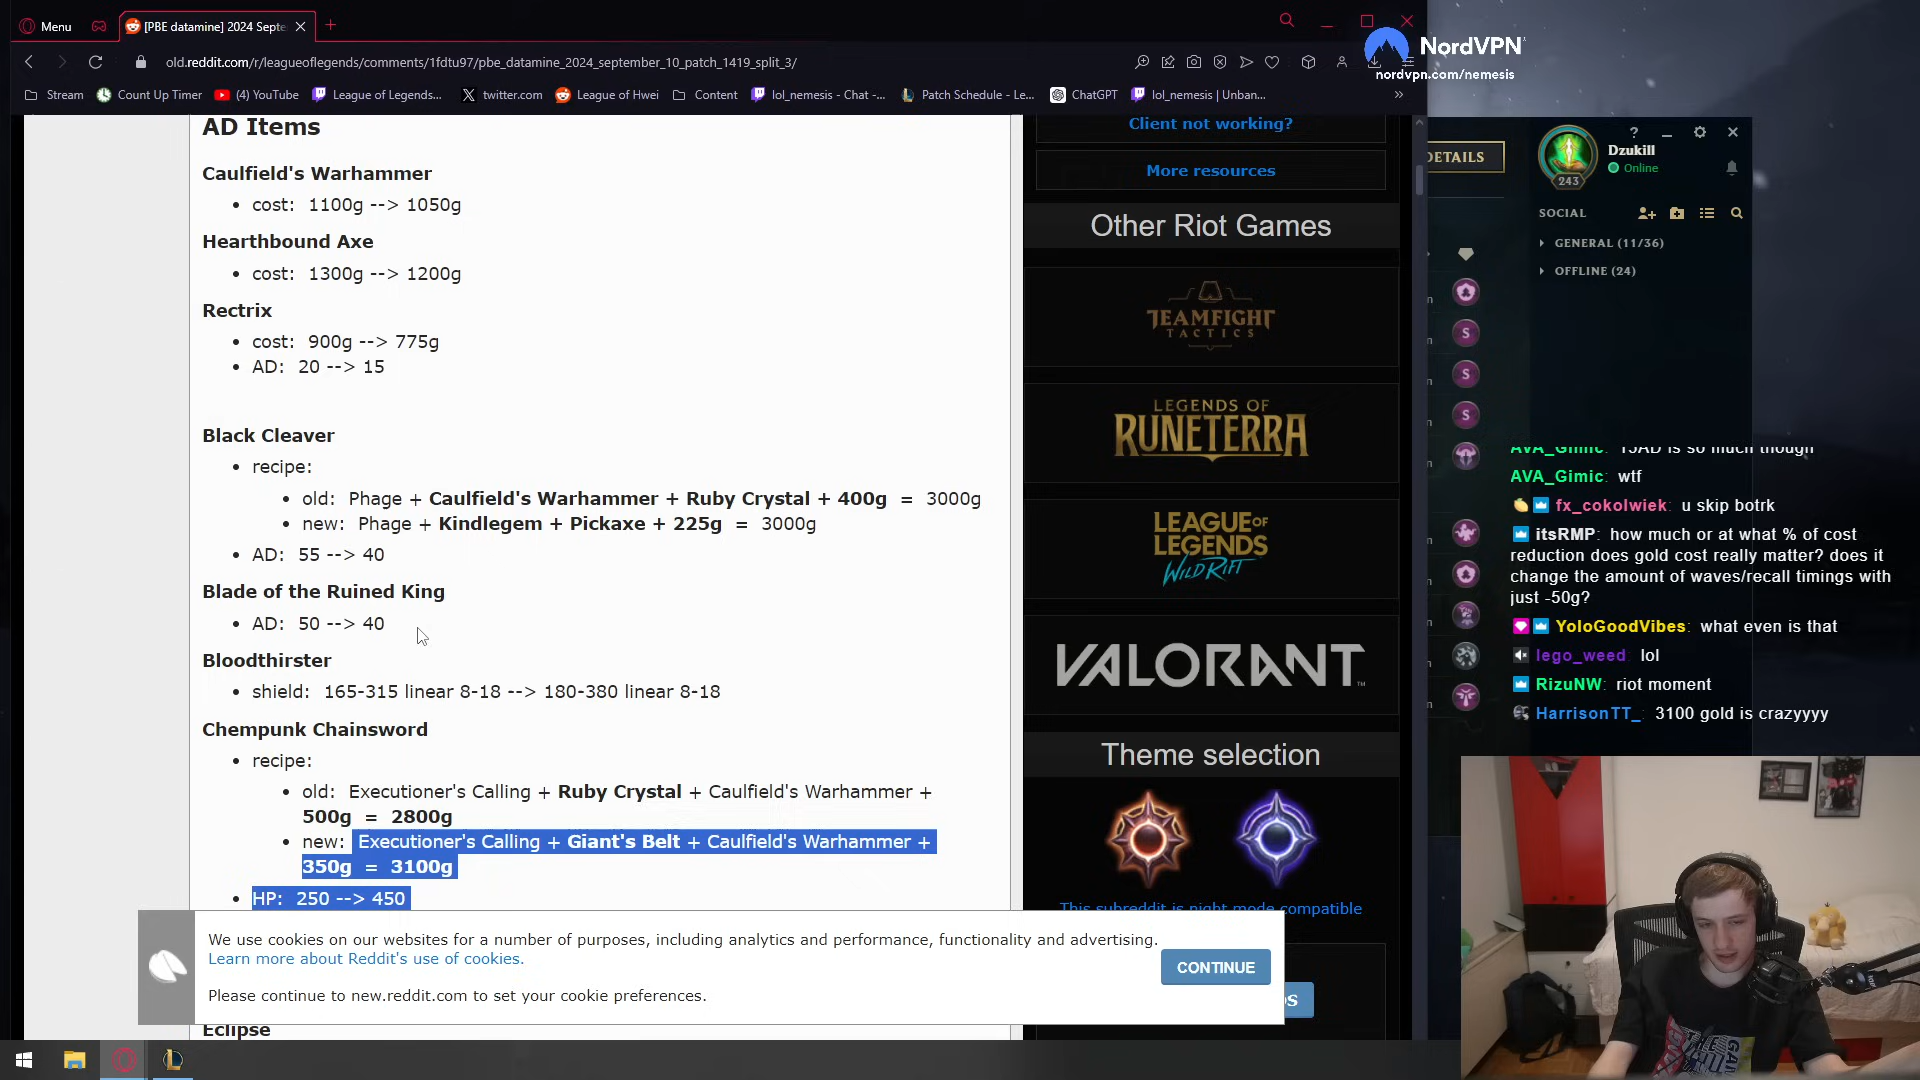 Menu
[PBE datamine] 2024 Septe
NordVPN
nordvpn.com/nemesis
old.reddit.com/r/leagueoflegends/comments/1fdtu97/pbe_datamine_2024_september_10_patch_1419_split_3/
Stream
Count Up Timer
(4) YouTube
League of Legends...
twitter.com
League of Hwei
Content
lol_nemesis - Chat -...
Patch Schedule - Le...
ChatGPT
lol_nemesis | Unban...
AD Items
Caulfield's Warhammer
cost: 1100g --> 1050g
Hearthbound Axe
cost: 1300g --> 1200g
Rectrix
cost: 900g --> 775g
AD: 20 --> 15
Black Cleaver
recipe:
old: Phage + Caulfield's Warhammer + Ruby Crystal + 400g = 3000g
new: Phage + Kindlegem + Pickaxe + 225g = 3000g
AD: 55 --> 40
Blade of the Ruined King
AD: 50 --> 40
Bloodthirster
shield: 165-315 linear 8-18 --> 180-380 linear 8-18
Chempunk Chainsword
recipe:
old: Executioner's Calling + Ruby Crystal + Caulfield's Warhammer +
500g = 2800g
new: Executioner's Calling + Giant's Belt + Caulfield's Warhammer +
350g = 3100g
HP: 250 --> 450
We use cookies on our websites for a number of purposes, including analytics and performance, functionality and advertising.
Learn more about Reddit's use of cookies.
Please continue to new.reddit.com to set your cookie preferences.
CONTINUE
Eclipse
Client not working?
More resources
Other Riot Games
TEAMFIGHT
TACTICS
LEGENDS OF
RUNETERRA
LEAGUE OF
LEGENDS
WILD RIFT
VALORANT
Theme selection
This subreddit is night mode compatible
DETAILS
Dzukill
Online
243
SOCIAL
GENERAL (11/36)
OFFLINE (24)
AVA_Gimic: 15AD is so much though
AVA_Gimic: wtf
fx_cokolwiek: u skip botrk
itsRMP: how much or at what % of cost
reduction does gold cost really matter? does it
change the amount of waves/recall timings with
just -50g?
YoloGoodVibes: what even is that
lego_weed: lol
RizuNW: riot moment
HarrisonTT_: 3100 gold is crazyyyy